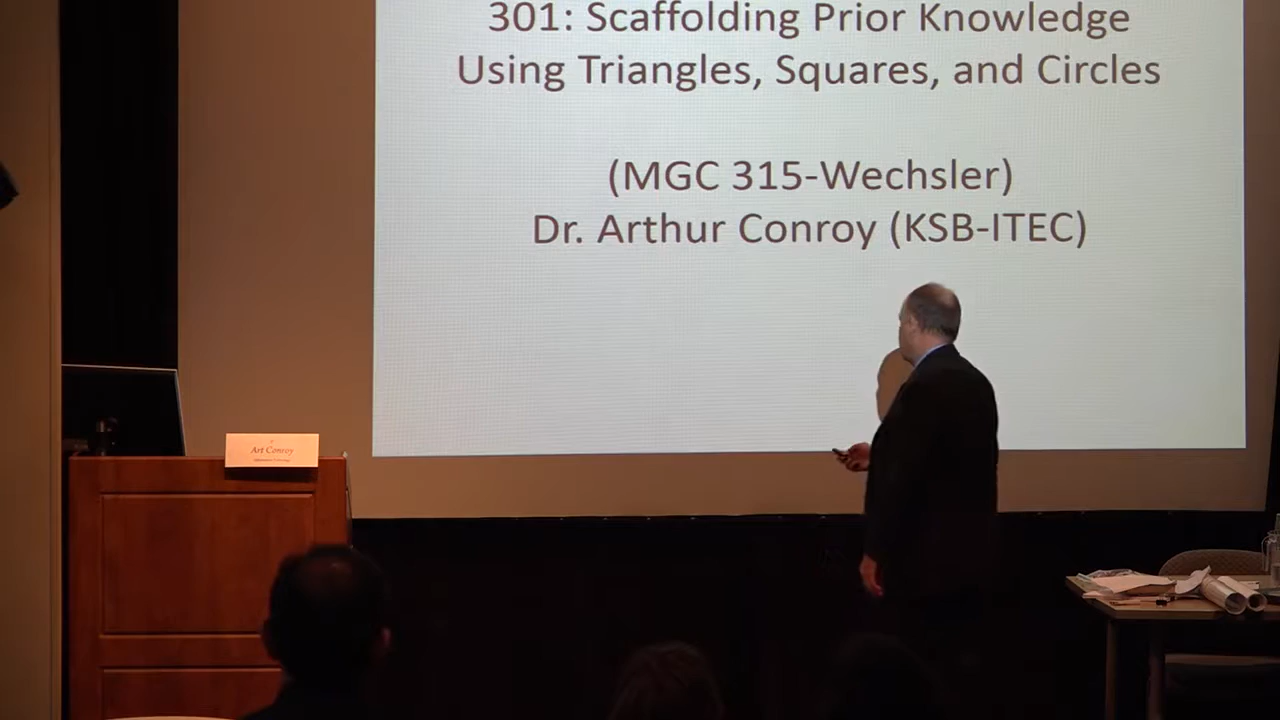 301: Scaffolding Prior Knowledge
Using Triangles, Squares, and Circles
(MGC 315-Wechsler)
Dr. Arthur Conroy (KSB-ITEC)
Art Conroy